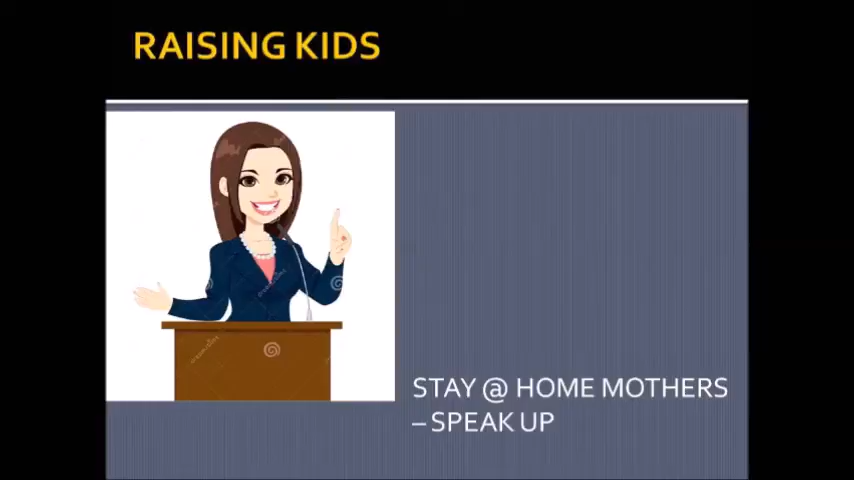 RAISING KIDS
STAY @ HOME MOTHERS
– SPEAK UP